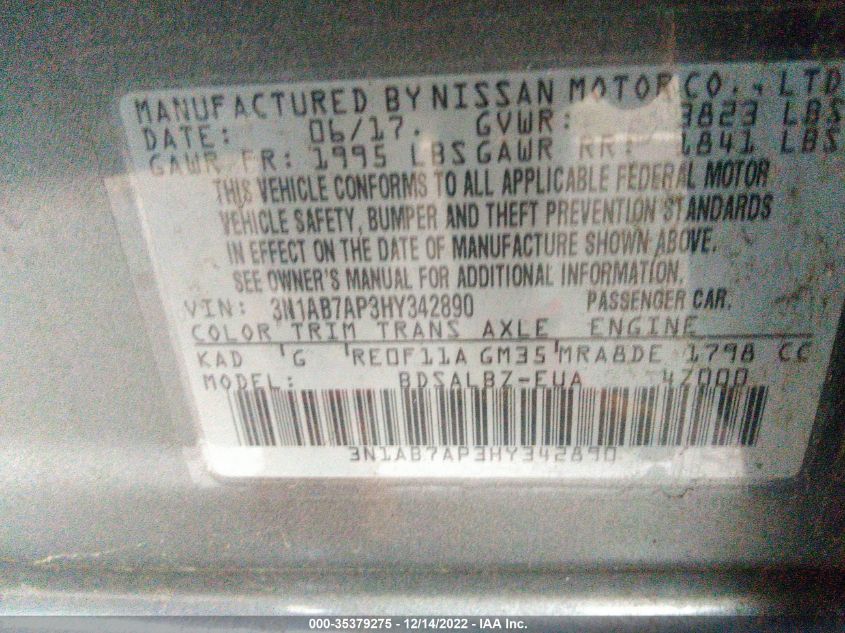 MANUFACTURED BY NISSAN MOTOR CO., LTD
DATE: 06/17. GVWR: 3823 LBS
GAWR FR: 1995 LBS GAWR RR: 1841 LBS
THIS VEHICLE CONFORMS TO ALL APPLICABLE FEDERAL MOTOR
VEHICLE SAFETY, BUMPER AND THEFT PREVENTION STANDARDS
IN EFFECT ON THE DATE OF MANUFACTURE SHOWN ABOVE.
SEE OWNER'S MANUAL FOR ADDITIONAL INFORMATION.
VIN: 3N1AB7AP3HY342890 PASSENGER CAR.
COLOR TRIM TRANS AXLE ENGINE
KAD G RE0F11A GM35 MRA8DE 1798 CC
MODEL: BDSALBZ-EUA 4Z000
3N1AB7AP3HY342890
000-35379275 - 12/14/2022 - IAA Inc.